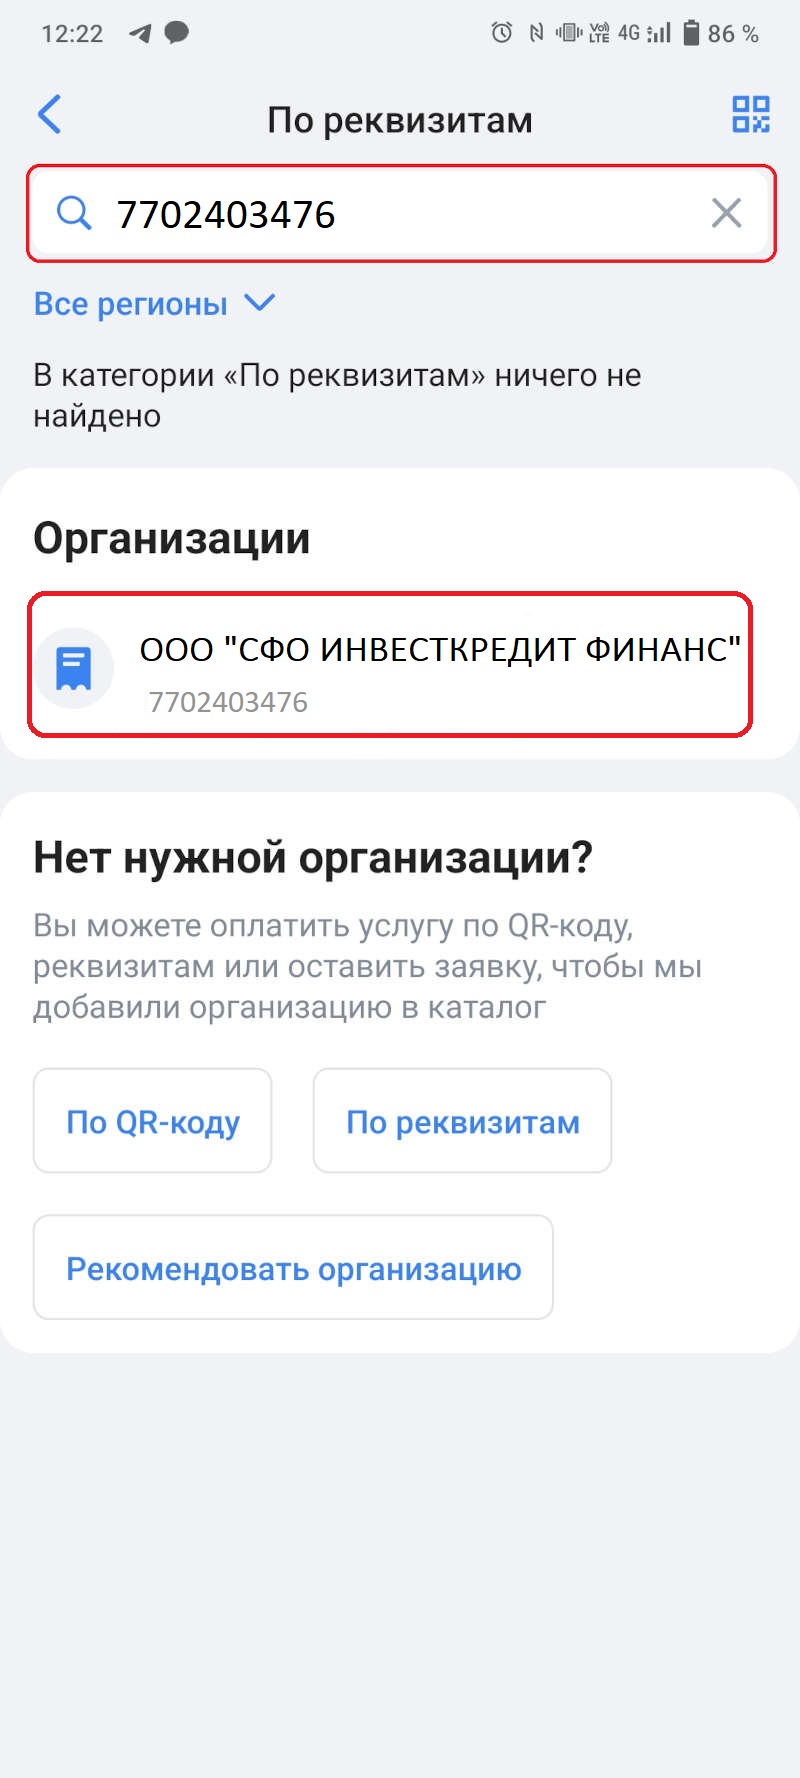 12:22 VoLTE 4G 86 %
По реквизитам
7702403476
Все регионы
В категории «По реквизитам» ничего не
найдено
Организации
ООО "СФО ИНВЕСТКРЕДИТ ФИНАНС"
7702403476
Нет нужной организации?
Вы можете оплатить услугу по QR-коду,
реквизитам или оставить заявку, чтобы мы
добавили организацию в каталог
По QR-коду По реквизитам
Рекомендовать организацию